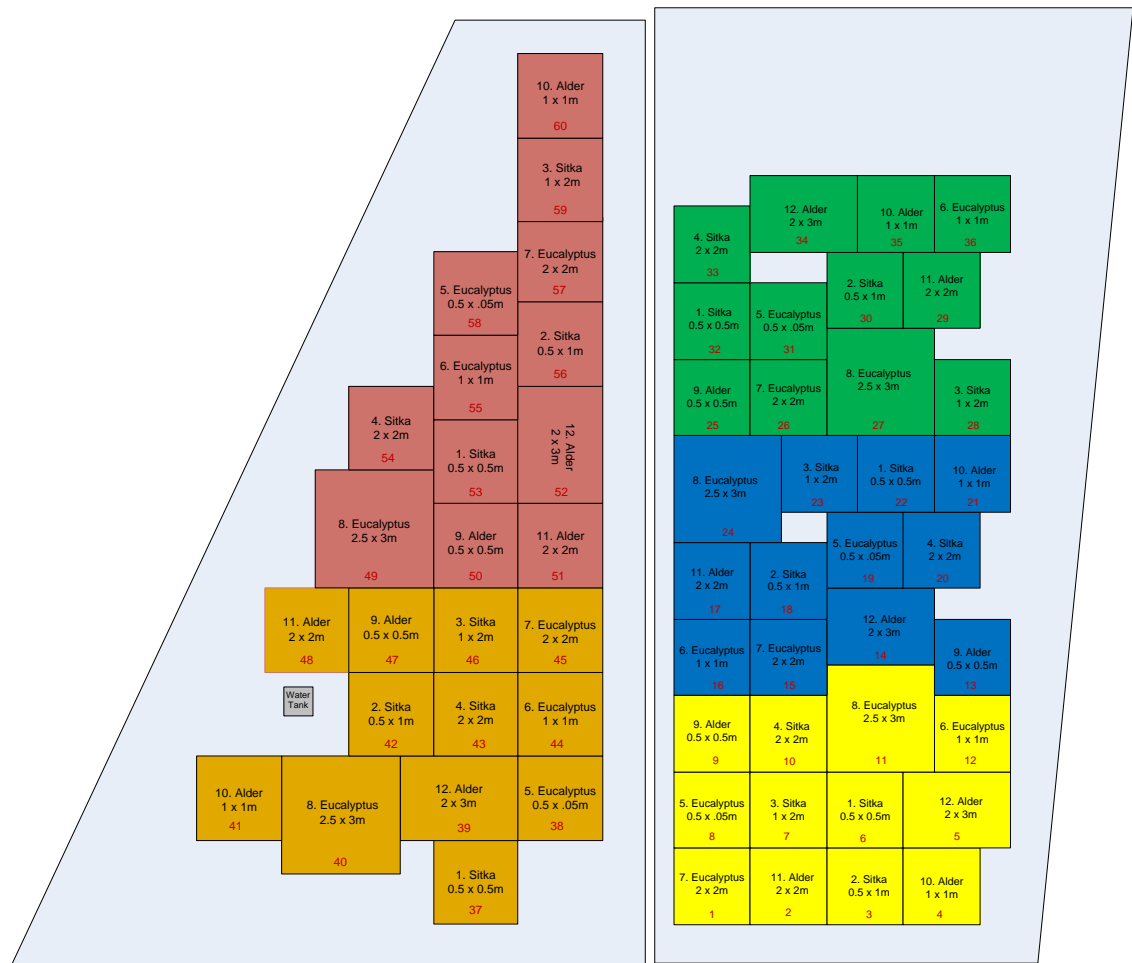 10. Alder
1 x 1m
60
3. Sitka
1 x 2m
59
7. Eucalyptus
2 x 2m
57
5. Eucalyptus
0.5 x .05m
58
2. Sitka
0.5 x 1m
56
6. Eucalyptus
1 x 1m
55
4. Sitka
2 x 2m
54
1. Sitka
0.5 x 0.5m
53
12. Alder
2 x 3m
52
8. Eucalyptus
2.5 x 3m
49
9. Alder
0.5 x 0.5m
50
11. Alder
2 x 2m
51
11. Alder
2 x 2m
48
9. Alder
0.5 x 0.5m
47
3. Sitka
1 x 2m
46
7. Eucalyptus
2 x 2m
45
Water
Tank
2. Sitka
0.5 x 1m
42
4. Sitka
2 x 2m
43
6. Eucalyptus
1 x 1m
44
10. Alder
1 x 1m
41
8. Eucalyptus
2.5 x 3m
40
12. Alder
2 x 3m
39
5. Eucalyptus
0.5 x .05m
38
1. Sitka
0.5 x 0.5m
37
4. Sitka
2 x 2m
33
12. Alder
2 x 3m
34
10. Alder
1 x 1m
35
6. Eucalyptus
1 x 1m
36
1. Sitka
0.5 x 0.5m
32
5. Eucalyptus
0.5 x .05m
31
2. Sitka
0.5 x 1m
30
11. Alder
2 x 2m
29
9. Alder
0.5 x 0.5m
25
7. Eucalyptus
2 x 2m
26
8. Eucalyptus
2.5 x 3m
27
3. Sitka
1 x 2m
28
8. Eucalyptus
2.5 x 3m
24
3. Sitka
1 x 2m
23
1. Sitka
0.5 x 0.5m
22
10. Alder
1 x 1m
21
11. Alder
2 x 2m
17
2. Sitka
0.5 x 1m
18
5. Eucalyptus
0.5 x .05m
19
4. Sitka
2 x 2m
20
6. Eucalyptus
1 x 1m
16
7. Eucalyptus
2 x 2m
15
12. Alder
2 x 3m
14
9. Alder
0.5 x 0.5m
13
9. Alder
0.5 x 0.5m
9
4. Sitka
2 x 2m
10
8. Eucalyptus
2.5 x 3m
11
6. Eucalyptus
1 x 1m
12
5. Eucalyptus
0.5 x .05m
8
3. Sitka
1 x 2m
7
1. Sitka
0.5 x 0.5m
6
12. Alder
2 x 3m
5
7. Eucalyptus
2 x 2m
1
11. Alder
2 x 2m
2
2. Sitka
0.5 x 1m
3
10. Alder
1 x 1m
4